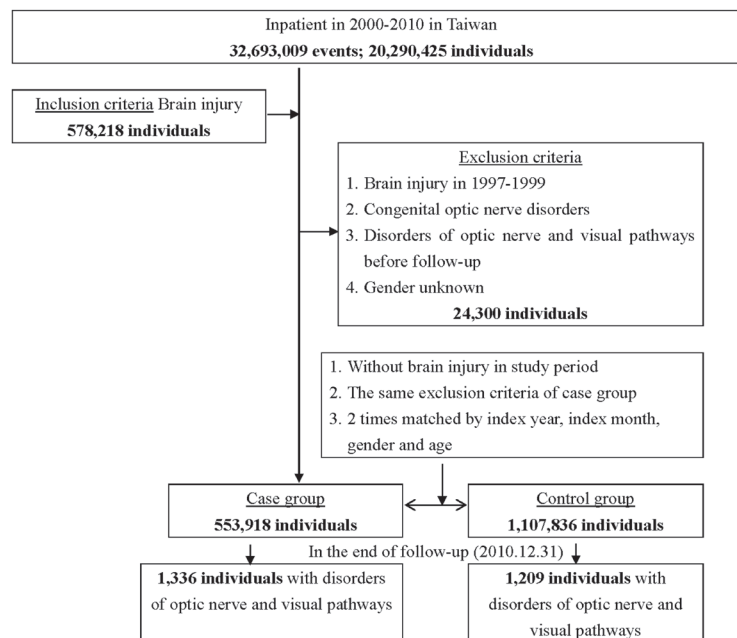 Inpatient in 2000-2010 in Taiwan
32,693,009 events; 20,290,425 individuals
Inclusion criteria Brain injury
578,218 individuals
Exclusion criteria
1. Brain injury in 1997-1999
2. Congenital optic nerve disorders
3. Disorders of optic nerve and visual pathways
before follow-up
4. Gender unknown
24,300 individuals
1. Without brain injury in study period
2. The same exclusion criteria of case group
3. 2 times matched by index year, index month,
gender and age
Case group
553,918 individuals
Control group
1,107,836 individuals
In the end of follow-up (2010.12.31)
1,336 individuals with disorders
of optic nerve and visual pathways
1,209 individuals with
disorders of optic nerve and
visual pathways